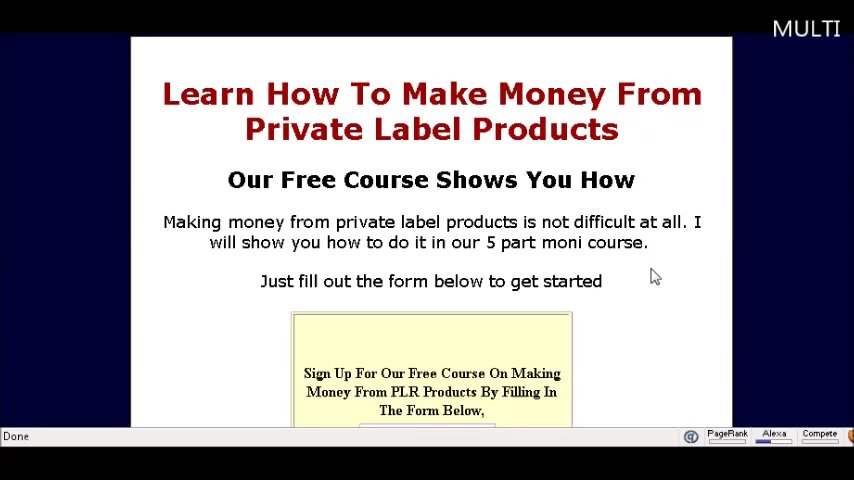 MULTI
Learn How To Make Money From
Private Label Products
Our Free Course Shows You How
Making money from private label products is not difficult at all. I
will show you how to do it in our 5 part moni course.
Just fill out the form below to get started
Sign Up For Our Free Course On Making
Money From PLR Products By Filling In
The Form Below,
Done
@ PageRank Alexa Compete